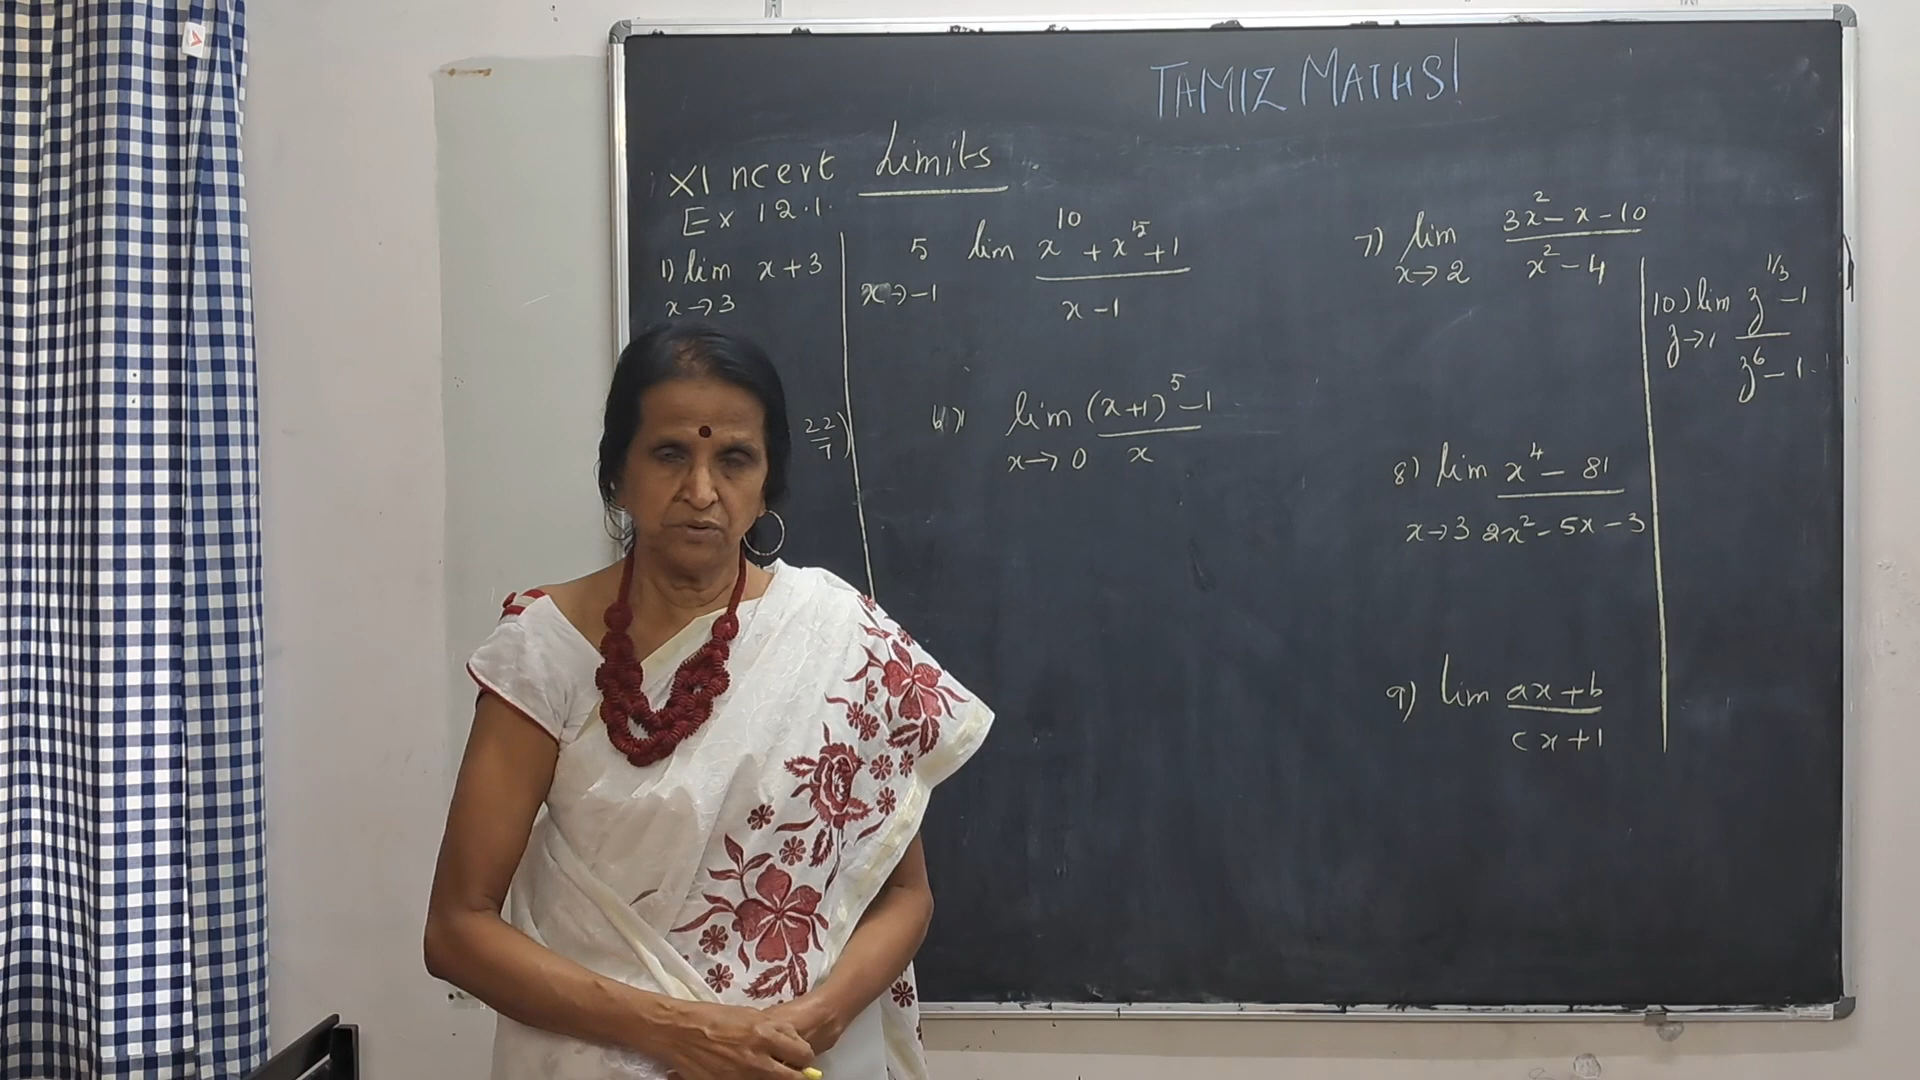 TAMIZ MATHS!
XI ncert Limits
Ex 12.1.
1) lim x + 3
x → 3
22/7)
5 lim x^10 + x^5 + 1
x → -1 x - 1
6) lim (x+1)^5 - 1
x → 0 x
7) lim 3x^2 - x - 10
x → 2 x^2 - 4
8) lim x^4 - 81
x → 3 2x^2 - 5x - 3
9) lim ax + b
cx + 1
10) lim z^1/3 - 1
z → 1 z^6 - 1.